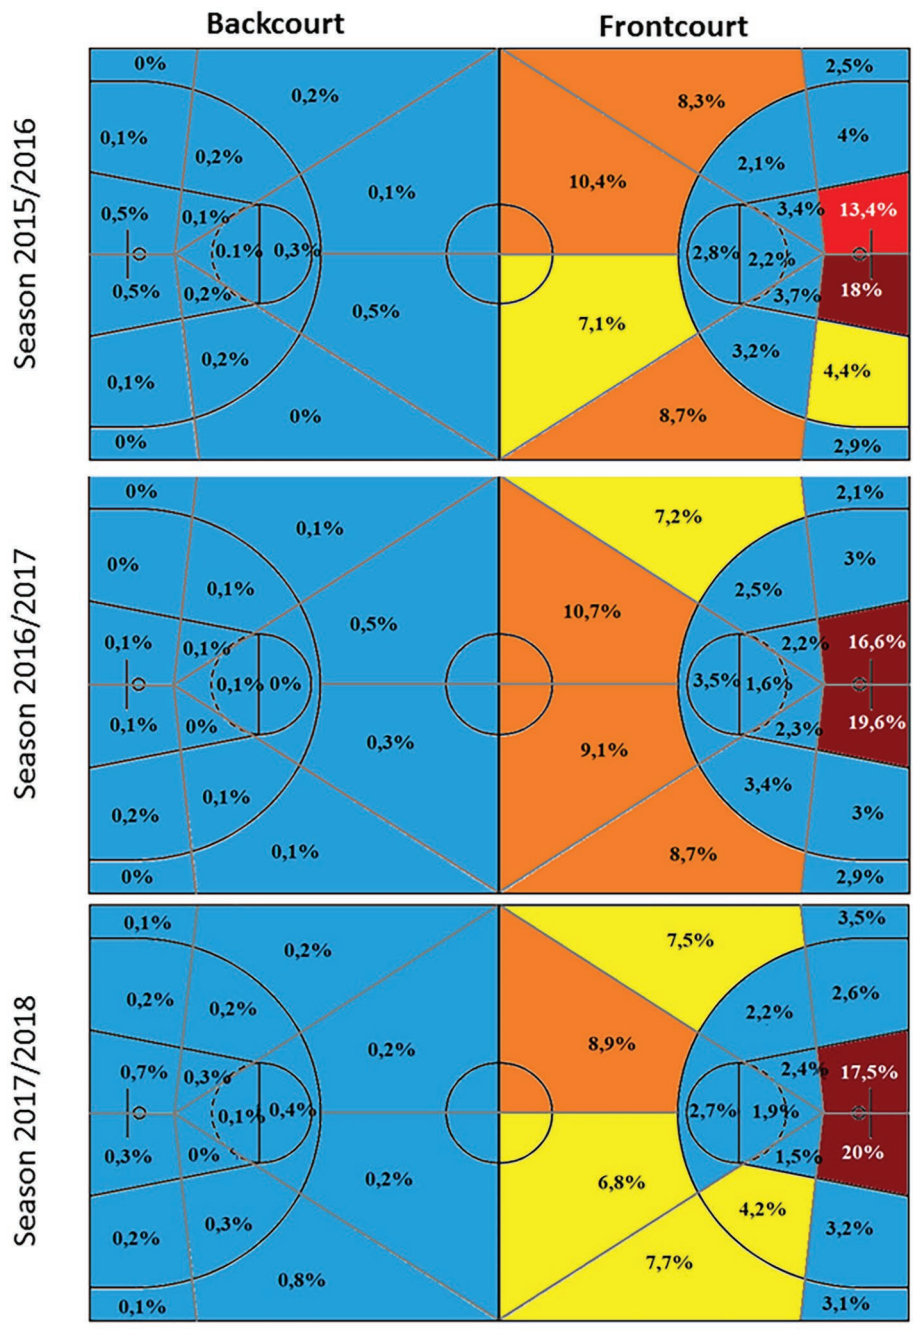 Backcourt Frontcourt
Season 2015/2016
0% 2,5%
0,2% 8,3%
0,1% 4%
0,2% 2,1%
0,1% 10,4%
0,5% 0,1% 3,4% 13,4%
0.1% 0,3% 2,8% 2,2%
0,5% 0,2% 3,7% 18%
0,5% 7,1%
0,2% 3,2%
0,1% 4,4%
0% 8,7%
0% 2,9%
Season 2016/2017
0% 2,1%
0,1% 7,2%
0% 3%
0,1% 2,5%
0,5% 10,7%
0,1% 0,1% 2,2% 16,6%
0,1% 0% 3,5% 1,6%
0,1% 0% 2,3% 19,6%
0,3% 9,1%
0,1% 3,4%
0,2% 3%
0,1% 8,7%
0% 2,9%
Season 2017/2018
0,1% 3,5%
0,2% 7,5%
0,2% 2,6%
0,2% 2,2%
0,2% 8,9%
0,7% 0,3% 2,4% 17,5%
0,1% 0,4% 2,7% 1,9%
0,3% 0% 1,5% 20%
0,2% 6,8%
0,3% 4,2%
0,2% 3,2%
0,8% 7,7%
0,1% 3,1%